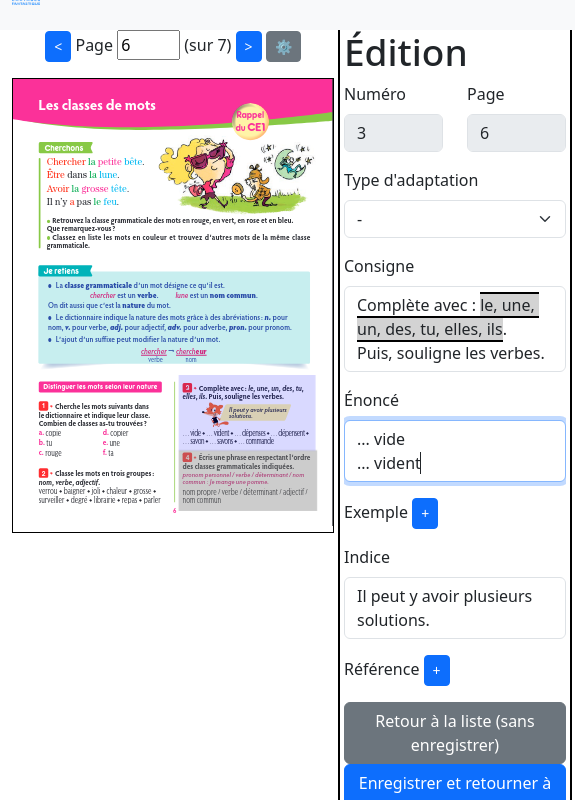 < Page 6 (sur 7) > ⚙️
Les classes de mots
Rappel
du CE1
Cherchons
Chercher la petite bête.
Être dans la lune.
Avoir la grosse tête.
Il n'y a pas le feu.
● Retrouvez la classe grammaticale des mots en rouge, en vert, en rose et en bleu.
Que remarquez-vous ?
● Classez en liste les mots en couleur et trouvez d'autres mots de la même classe
grammaticale.
Je retiens
● La classe grammaticale d'un mot désigne ce qu'il est.
chercher est un verbe. lune est un nom commun.
On dit aussi que c'est la nature du mot.
● Le dictionnaire indique la nature des mots grâce à des abréviations : n. pour
nom, v. pour verbe, adj. pour adjectif, adv. pour adverbe, pron. pour pronom.
● L'ajout d'un suffixe peut modifier la nature d'un mot.
chercher → chercheur
verbe nom
Distinguer les mots selon leur nature
1 ● Cherche les mots suivants dans
le dictionnaire et indique leur classe.
Combien de classes as-tu trouvées ?
a. copie d. copier
b. tu e. une
c. rouge f. ta
2 ● Classe les mots en trois groupes :
nom, verbe, adjectif.
verrou • baigner • joli • chaleur • grosse •
surveiller • degré • librairie • repas • parler
3 ● Complète avec : le, une, un, des, tu,
elles, ils. Puis, souligne les verbes.
Il peut y avoir plusieurs
solutions.
… vide • … vident • … dépenses • … dépensent •
… savon • … savons • … commande
4 ● Écris une phrase en respectant l'ordre
des classes grammaticales indiquées.
pronom personnel / verbe / déterminant / nom
commun : Je mange une pomme.
nom propre / verbe / déterminant / adjectif /
nom commun
6
Édition
Numéro Page
3 6
Type d'adaptation
-
Consigne
Complète avec : le, une,
un, des, tu, elles, ils.
Puis, souligne les verbes.
Énoncé
... vide
... vident
Exemple +
Indice
Il peut y avoir plusieurs
solutions.
Référence +
Retour à la liste (sans
enregistrer)
Enregistrer et retourner à